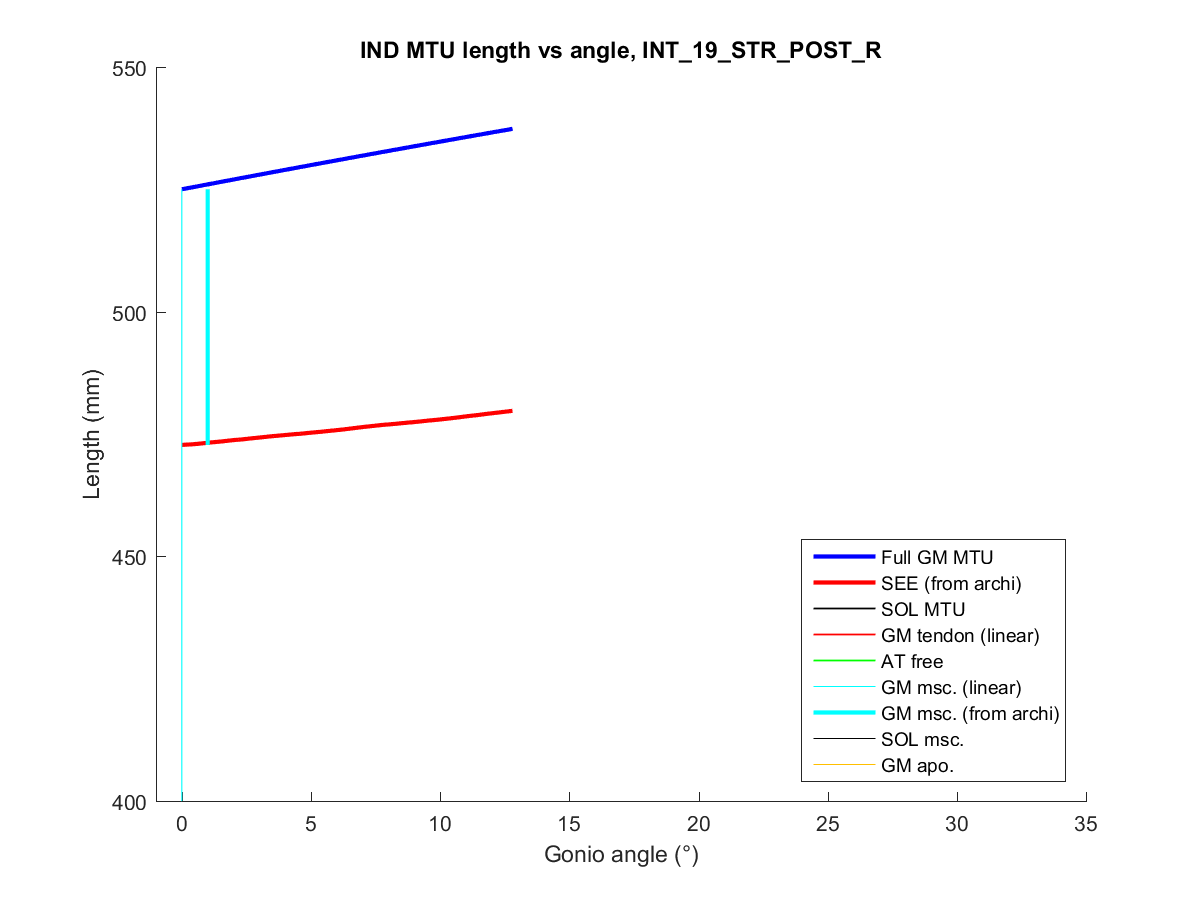 IND MTU length vs angle, INT_19_STR_POST_R
550
500
450
400
Length (mm)
0 5 10 15 20 25 30 35
Gonio angle (°)
Full GM MTU
SEE (from archi)
SOL MTU
GM tendon (linear)
AT free
GM msc. (linear)
GM msc. (from archi)
SOL msc.
GM apo.